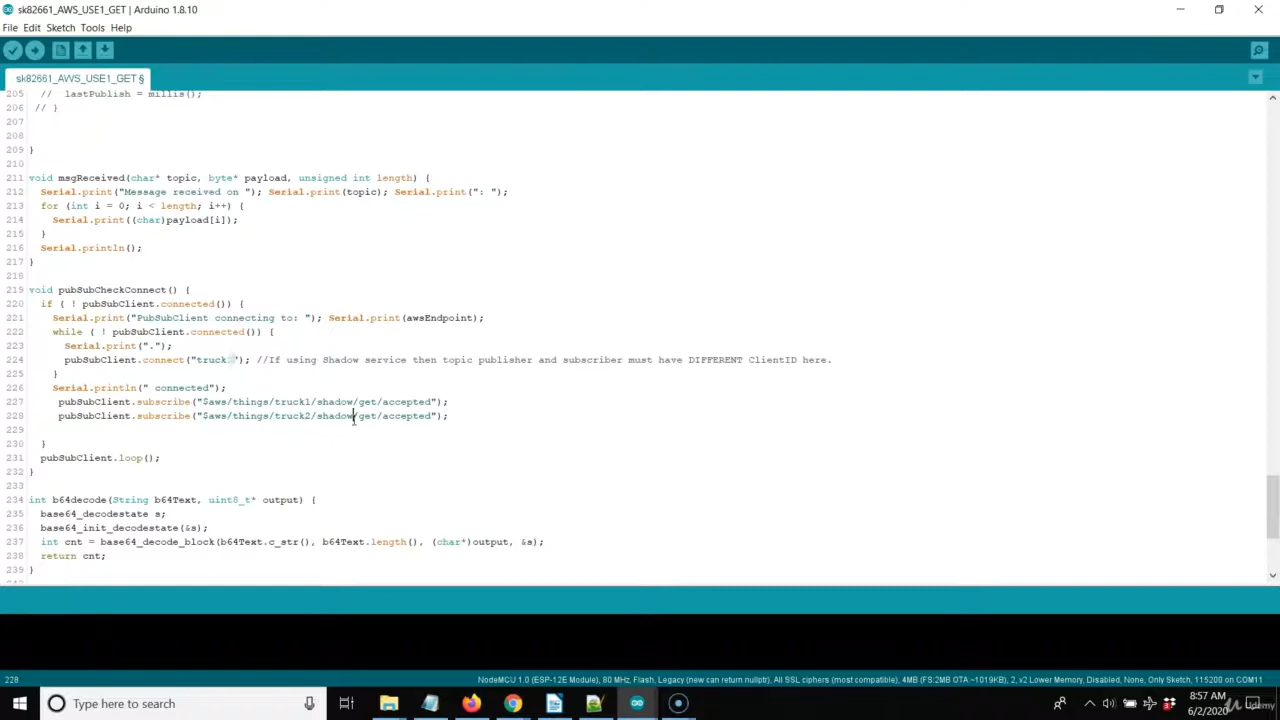 sk82661_AWS_USE1_GET | Arduino 1.8.10
File Edit Sketch Tools Help
sk82661_AWS_USE1_GET §
205 // lastPublish = millis();
206 // }
207
208
209 }
210
211 void msgReceived(char* topic, byte* payload, unsigned int length) {
212 Serial.print("Message received on "); Serial.print(topic); Serial.print(": ");
213 for (int i = 0; i < length; i++) {
214 Serial.print((char)payload[i]);
215 }
216 Serial.println();
217 }
218
219 void pubSubCheckConnect() {
220 if ( ! pubSubClient.connected()) {
221 Serial.print("PubSubClient connecting to: "); Serial.print(awsEndpoint);
222 while ( ! pubSubClient.connected()) {
223 Serial.print(".");
224 pubSubClient.connect("truck "); //If using Shadow service then topic publisher and subscriber must have DIFFERENT ClientID here.
225 }
226 Serial.println(" connected");
227 pubSubClient.subscribe("$aws/things/truck1/shadow/get/accepted");
228 pubSubClient.subscribe("$aws/things/truck2/shadow/get/accepted");
229
230 }
231 pubSubClient.loop();
232 }
233
234 int b64decode(String b64Text, uint8_t* output) {
235 base64_decodestate s;
236 base64_init_decodestate(&s);
237 int cnt = base64_decode_block(b64Text.c_str(), b64Text.length(), (char*)output, &s);
238 return cnt;
239 }
228 NodeMCU 1.0 (ESP-12E Module), 80 MHz, Flash, Legacy (new can return nullptr), All SSL ciphers (most compatible), 4MB (FS:2MB OTA:~1019KB), 2, v2 Lower Memory, Disabled, None, Only Sketch, 115200 on COM11
Type here to search
8:57 AM
6/2/2020
Udemy